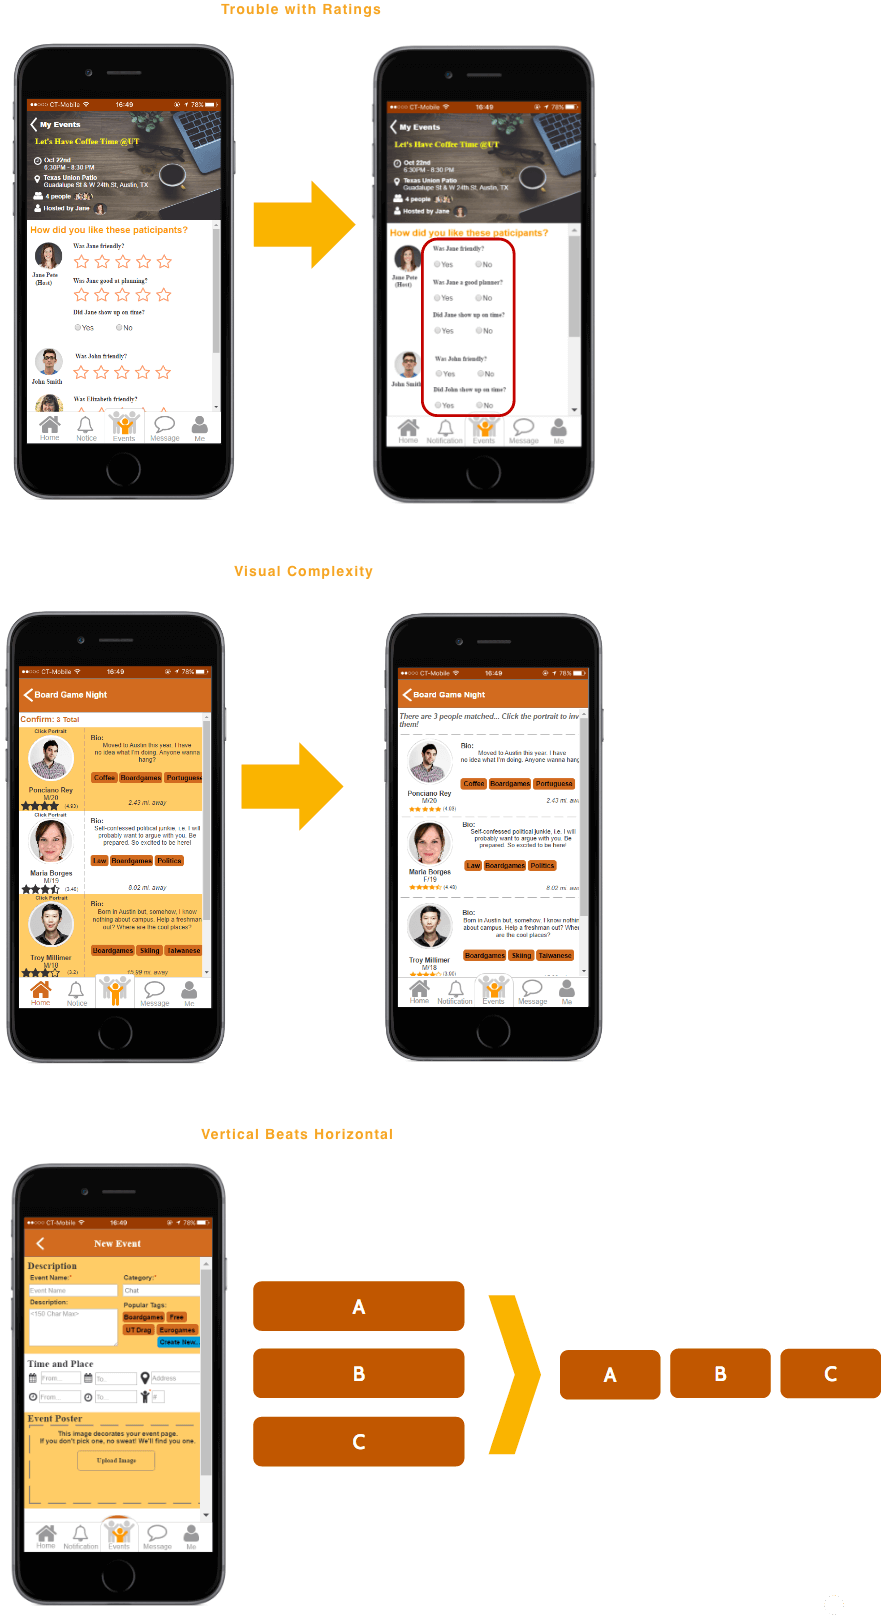 Trouble with Ratings
CT-Mobile 16:49 78%
My Events
Let's Have Coffee Time @UT
Oct 22nd
6:30PM - 8:30 PM
Texas Union Patio
Guadalupe St & W 24th St, Austin, TX
4 people
Hosted by Jane
How did you like these paticipants?
Was Jane friendly?
Jane Pete
(Host)
Was Jane good at planning?
Did Jane show up on time?
Yes No
Was John friendly?
John Smith
Was Elizabeth friendly?
Home Notice Events Message Me
CT-Mobile 16:49 78%
My Events
Let's Have Coffee Time @UT
Oct 22nd
6:30PM - 8:30 PM
Texas Union Patio
Guadalupe St & W 24th St, Austin, TX
4 people
Hosted by Jane
How did you like these paticipants?
Was Jane friendly?
Yes No
Jane Pete
(Host)
Was Jane a good planner?
Yes No
Did Jane show up on time?
Yes No
Was John friendly?
Yes No
John Smith
Did John show up on time?
Yes No
Home Notification Events Message Me
Visual Complexity
CT-Mobile 16:49 78%
Board Game Night
Confirm: 3 Total
Click Portrait
Bio:
Moved to Austin this year. I have
no idea what I'm doing. Anyone wanna
hang?
Coffee Boardgames Portuguese
Ponciano Rey
M/20
(4.93)
2.43 mi. away
Click Portrait
Bio:
Self-confessed political junkie, i.e. I will
probably want to argue with you. Be
prepared. So excited to be here!
Law Boardgames Politics
Maria Borges
M/19
(3.46)
8.02 mi. away
Click Portrait
Bio:
Born in Austin but, somehow, I know
nothing about campus. Help a freshman
out? Where are the cool places?
Boardgames Skiing Taiwanese
Troy Millimer
M/18
(3.2)
15.99 mi. away
Home Notice Message Me
CT-Mobile 16:49 78%
Board Game Night
There are 3 people matched... Click the portrait to inv
them!
Bio:
Moved to Austin this year. I have
no idea what I'm doing. Anyone wanna hang
Coffee Boardgames Portuguese
Ponciano Rey
M/20
2.43 mi. aw
Bio:
Self-confessed political junkie, i.e. I will
probably want to argue with you. Be
prepared. So excited to be here!
Law Boardgames Politics
Maria Borges
F/19
8.02 mi. aw
Bio:
Born in Austin but, somehow, I know nothin
about campus. Help a freshman out? Wher
are the cool places?
Boardgames Skiing Taiwanese
Troy Millimer
M/18
Home Notification Events Message Me
Vertical Beats Horizontal
CT-Mobile 16:49 78%
New Event
Description
Event Name:* Category:*
Event Name Chat
Description: Popular Tags:
<150 Char Max>
Boardgames Free
UT Drag Eurogames
Create New...
Time and Place
From... To... Address
From... To... #
Event Poster
This image decorates your event page.
If you don't pick one, no sweat! We'll find you one.
Upload Image
Home Notification Events Message Me
A
B
C
A B C